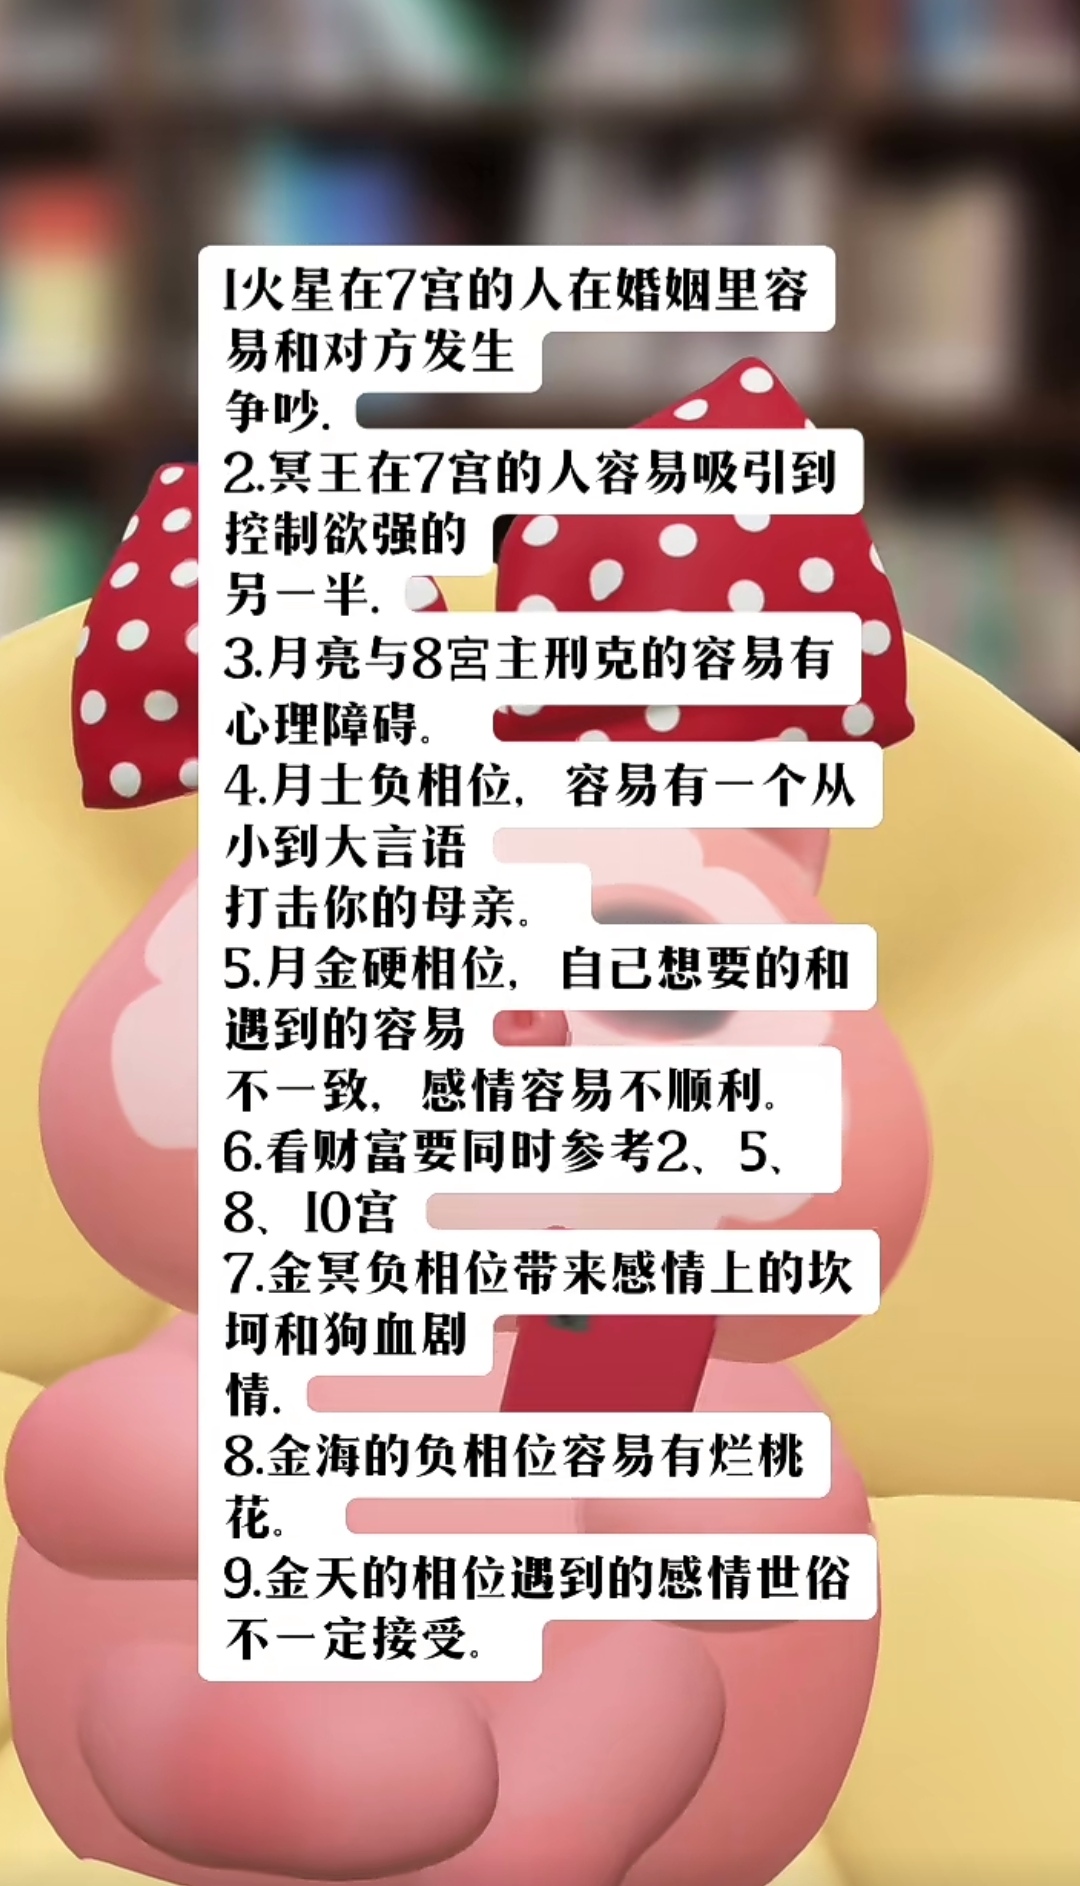 1火星在7宫的人在婚姻里容
易和对方发生
争吵.
2.冥王在7宫的人容易吸引到
控制欲强的
另一半.
3.月亮与8宮主刑克的容易有
心理障碍。
4.月土负相位，容易有一个从
小到大言语
打击你的母亲。
5.月金硬相位，自己想要的和
遇到的容易
不一致，感情容易不顺利。
6.看财富要同时参考2、5、
8、10宫
7.金冥负相位带来感情上的坎
坷和狗血剧
情.
8.金海的负相位容易有烂桃
花。
9.金天的相位遇到的感情世俗
不一定接受。